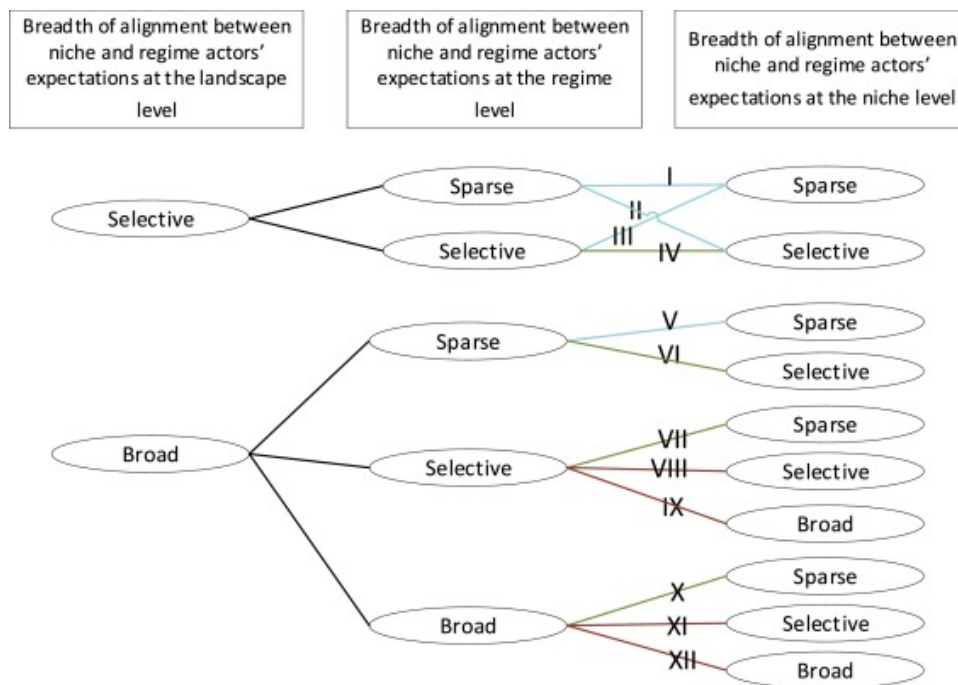 Breadth of alignment between
niche and regime actors'
expectations at the landscape
level
Breadth of alignment between
niche and regime actors'
expectations at the regime
level
Breadth of alignment between
niche and regime actors'
expectations at the niche level
Selective
Sparse
Selective
I
II
III
IV
Sparse
Selective
Broad
Sparse
V
VI
Sparse
Selective
Selective
VII
VIII
IX
Sparse
Selective
Broad
Broad
X
XI
XII
Sparse
Selective
Broad